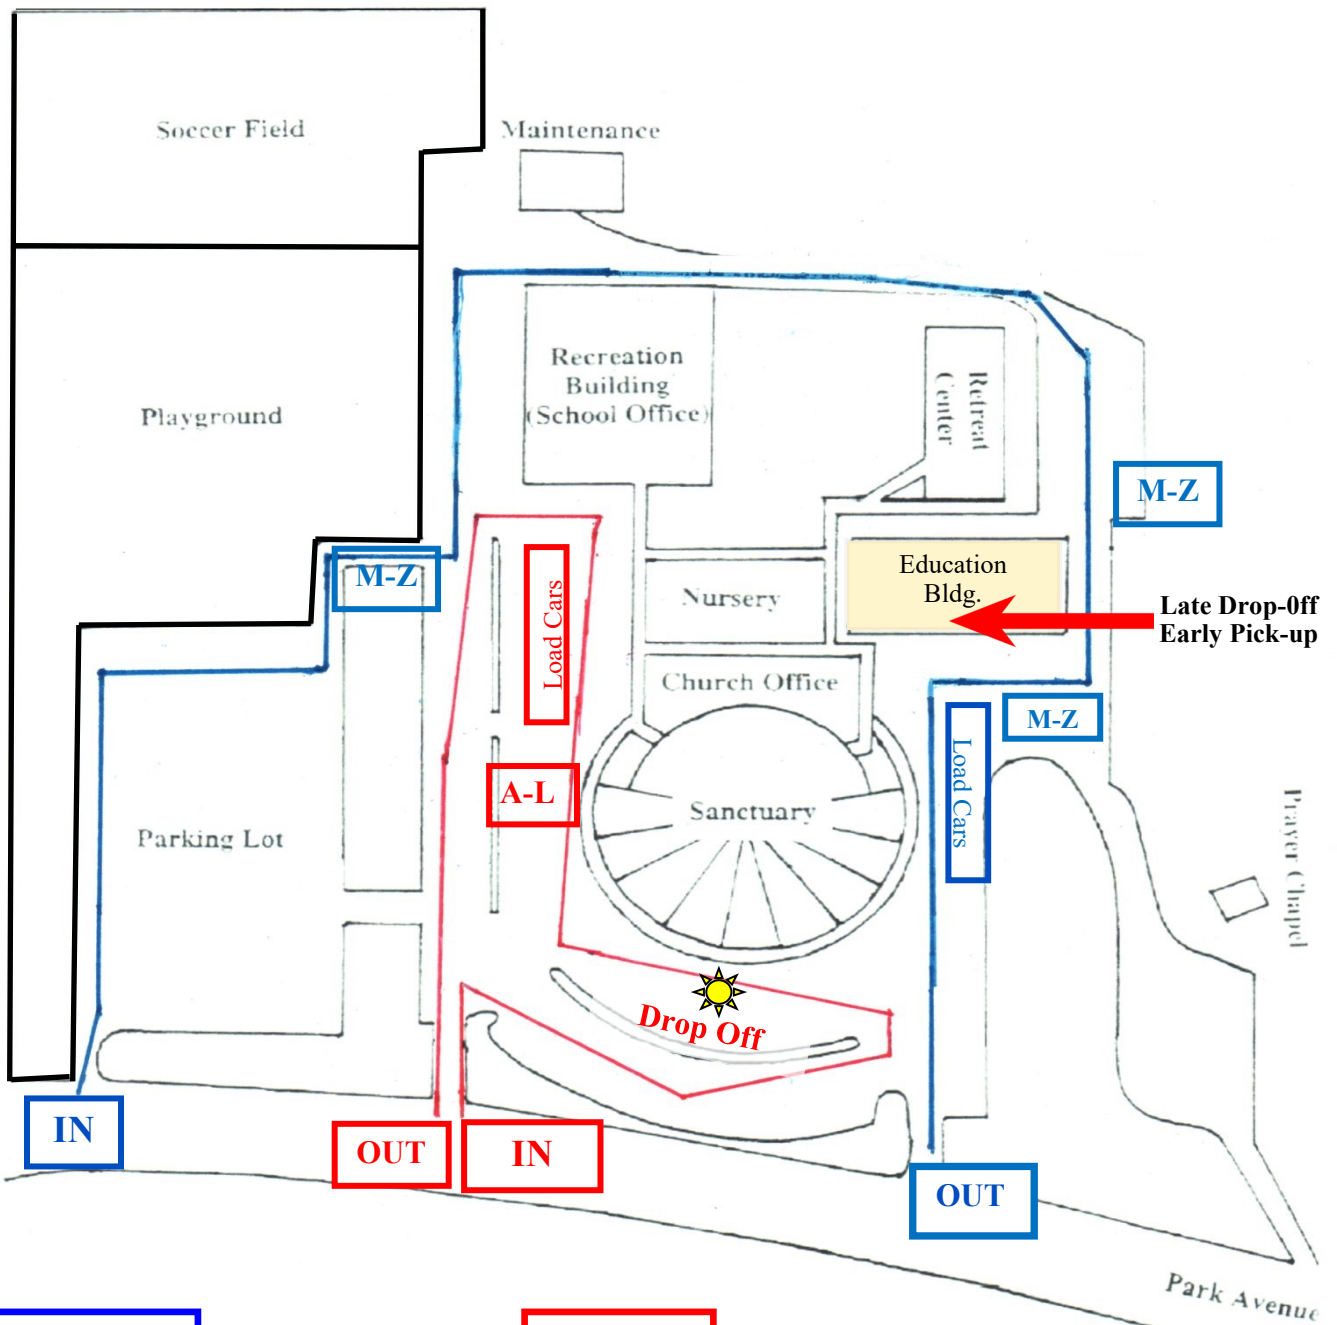 Soccer Field
Maintenance
Recreation
Building
(School Office)
Retreat
Center
Playground
M-Z
M-Z
Education
Bldg.
Load Cars
Nursery
Late Drop-0ff
Early Pick-up
Church Office
M-Z
Load Cars
A-L
Sanctuary
Parking Lot
Prayer Chapel
Drop Off
IN
OUT
IN
OUT
Park Avenue